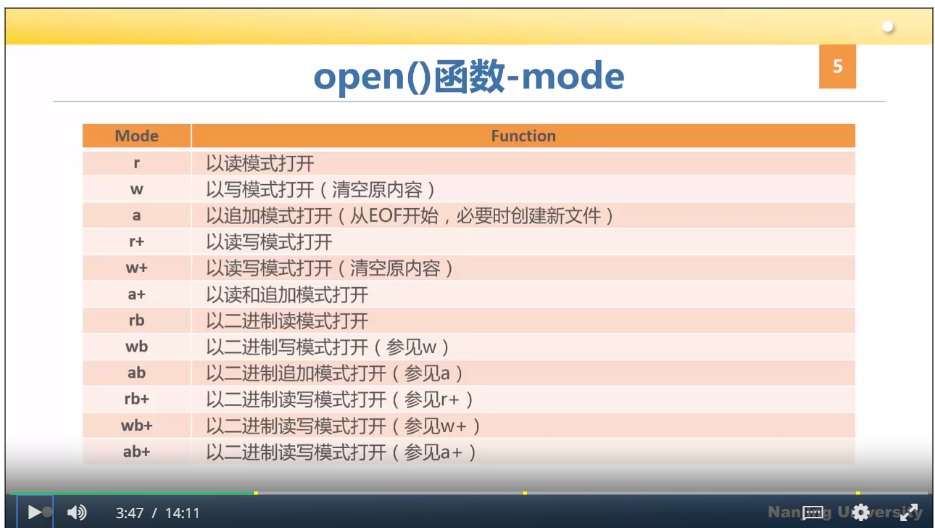 open()函数-mode
5
Mode Function
r 以读模式打开
w 以写模式打开（清空原内容）
a 以追加模式打开（从EOF开始，必要时创建新文件）
r+ 以读写模式打开
w+ 以读写模式打开（清空原内容）
a+ 以读和追加模式打开
rb 以二进制读模式打开
wb 以二进制写模式打开（参见w）
ab 以二进制追加模式打开（参见a）
rb+ 以二进制读写模式打开（参见r+）
wb+ 以二进制读写模式打开（参见w+）
ab+ 以二进制读写模式打开（参见a+）
3:47 / 14:11
Nanjing University